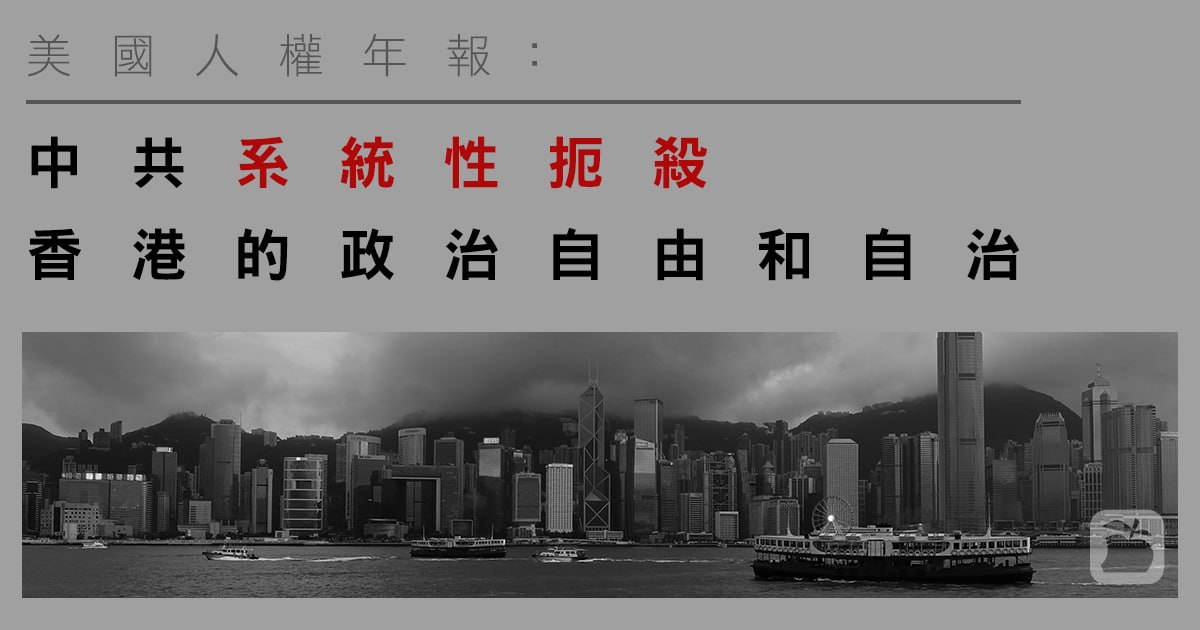 美國人權年報：
中共系統性扼殺
香港的政治自由和自治